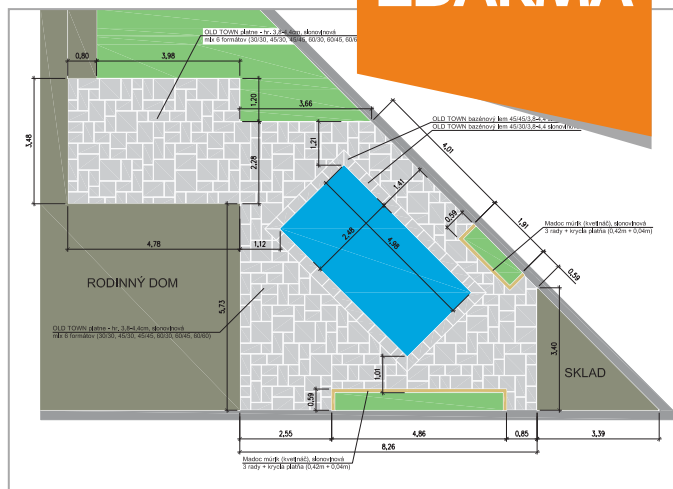 ZDARMA
OLD TOWN platne - hr. 3,8-4,4cm, slonovinová
mix 6 formátov (30/30, 45/30, 45/45, 60/30, 60/45, 60/6
0,80
3,98
3,48
1,20
3,66
2,28
1,21
OLD TOWN bazénový lem 45/45/3,8-4,4
OLD TOWN bazénový lem 45/30/3,8-4,4 slonovinov
4,01
1,41
0,59
1,91
Madoc múrik (kvetináč), slonovinová
3 rady + krycia platňa (0,42m + 0,04m)
2,48
4,98
4,78
1,12
0,59
RODINNÝ DOM
5,73
OLD TOWN platne - hr. 3,8-4,4cm, slonovinová
mix 6 formátov (30/30, 45/30, 45/45, 60/30, 60/45, 60/60)
3,40
1,01
SKLAD
0,59
2,55
4,86
0,85
3,39
8,26
Madoc múrik (kvetináč), slonovinová
3 rady + krycia platňa (0,42m + 0,04m)